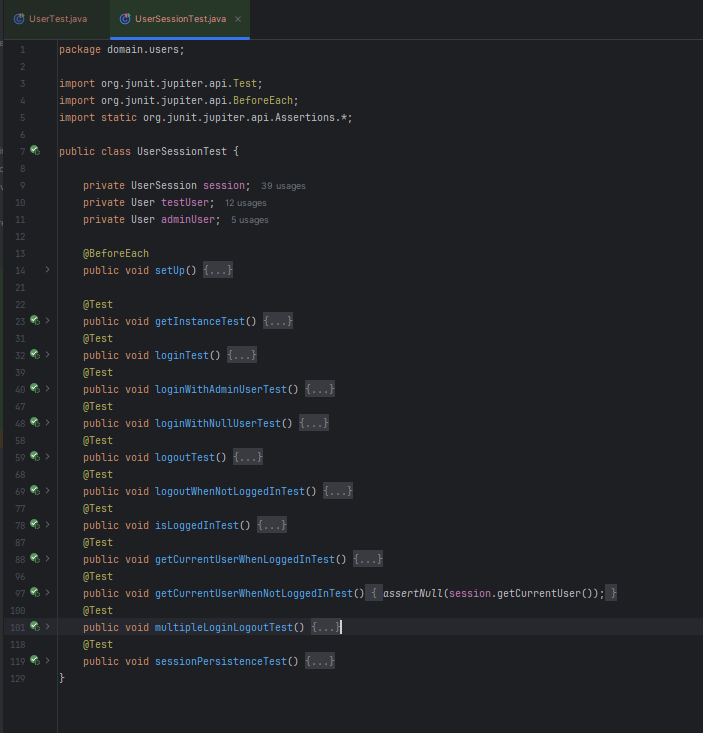 UserTest.java UserSessionTest.java ×
1 package domain.users;
2
3 import org.junit.jupiter.api.Test;
4 import org.junit.jupiter.api.BeforeEach;
5 import static org.junit.jupiter.api.Assertions.*;
6
7 public class UserSessionTest {
8
9 private UserSession session; 39 usages
10 private User testUser; 12 usages
11 private User adminUser; 5 usages
12
13 @BeforeEach
14 public void setUp() {...}
21
22 @Test
23 public void getInstanceTest() {...}
31 @Test
32 public void loginTest() {...}
39 @Test
40 public void loginWithAdminUserTest() {...}
47 @Test
48 public void loginWithNullUserTest() {...}
58 @Test
59 public void logoutTest() {...}
68 @Test
69 public void logoutWhenNotLoggedInTest() {...}
77 @Test
78 public void isLoggedInTest() {...}
87 @Test
88 public void getCurrentUserWhenLoggedInTest() {...}
96 @Test
97 public void getCurrentUserWhenNotLoggedInTest() { assertNull(session.getCurrentUser()); }
100 @Test
101 public void multipleLoginLogoutTest() {...}
118 @Test
119 public void sessionPersistenceTest() {...}
129 }